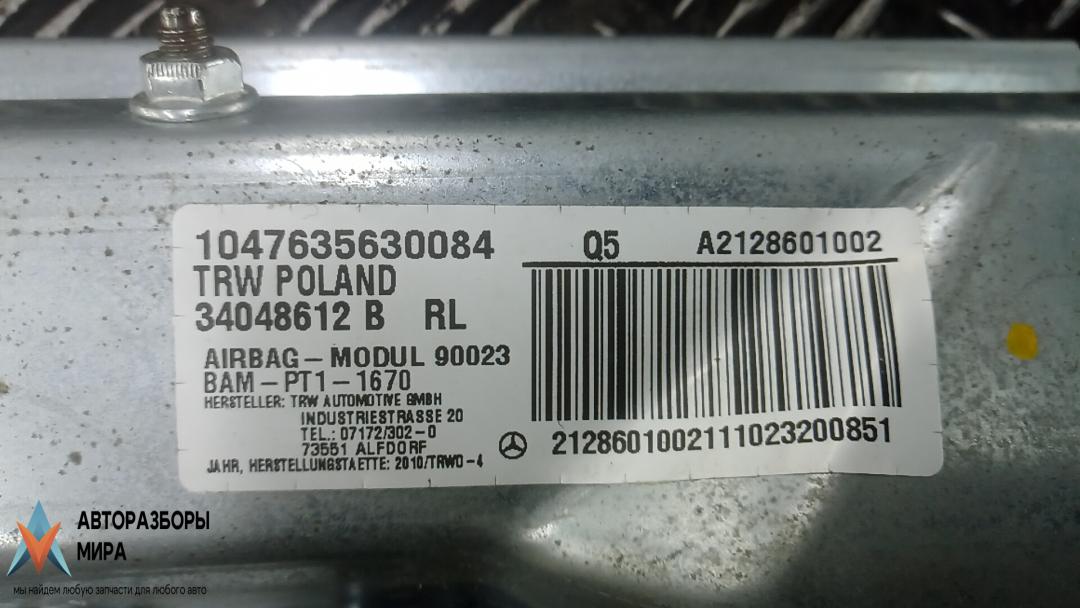 1047635630084
TRW POLAND
34048612 B RL
AIRBAG-MODUL 90023
BAM-PT1-1670
HERSTELLER: TRW AUTOMOTIVE GMBH
INDUSTRIESTRASSE 20
TEL.: 07172/302-0
73551 ALFDORF
JAHR, HERSTELLUNGSTAETTE: 2010/TRWO-4
Q5 A2128601002
212860100211102320085​1
АВТОРАЗБОРЫ
МИРА
мы найдем любую запчасти для любого авто